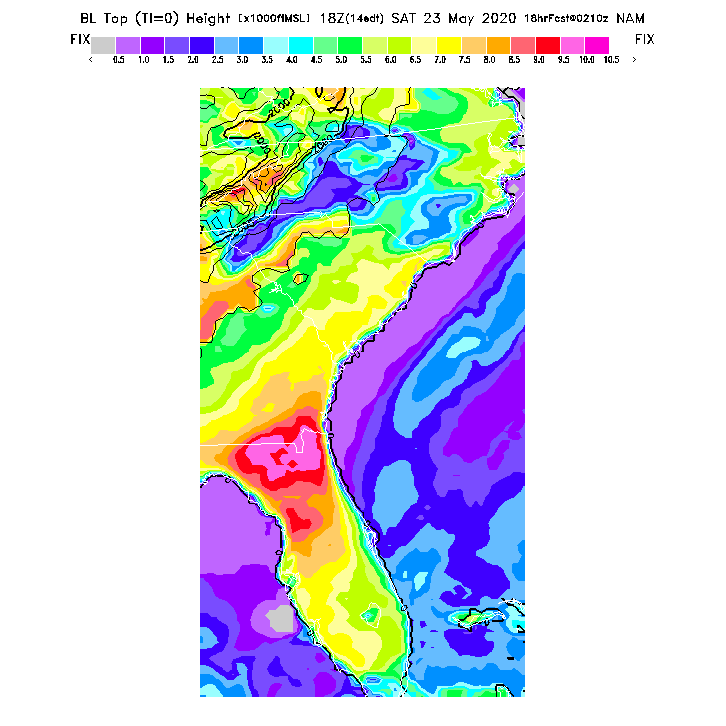 BL Top (TI=0) Height [x1000ftMSL] 18Z(14edt) SAT 23 May 2020 18hrFcst@0210z NAM
FIX FIX
< 0.5 1.0 1.5 2.0 2.5 3.0 3.5 4.0 4.5 5.0 5.5 6.0 6.5 7.0 7.5 8.0 8.5 9.0 9.5 10.0 10.5 >
2000
2000
2000